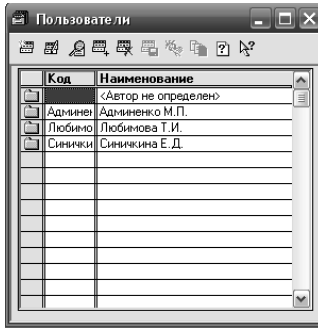 Пользователи
Код Наименование
<Автор не определен>
Админен Админенко М.П.
Любимо Любимова Т.И.
Синички Синичкина Е.Д.